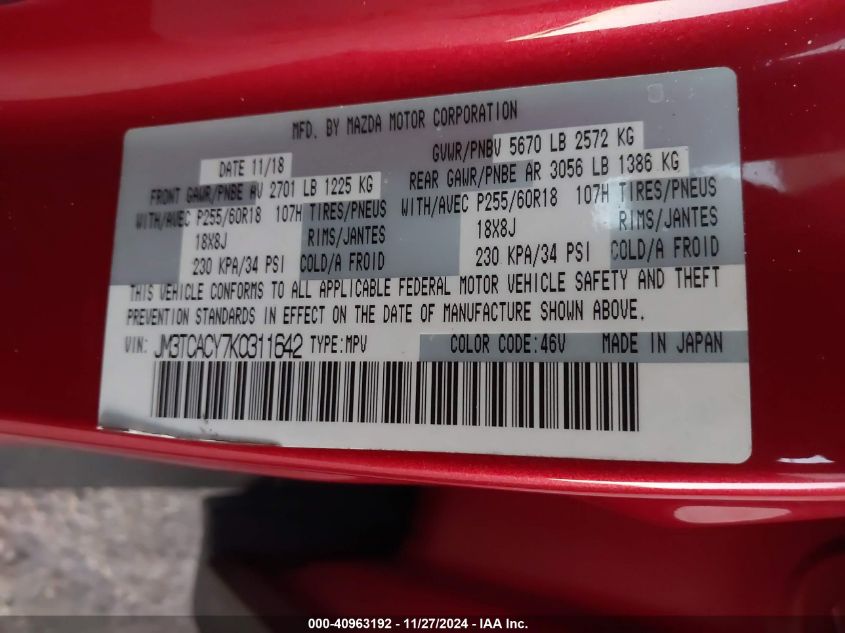 MFD. BY MAZDA MOTOR CORPORATION
DATE 11/18 GVWR/PNBV 5670 LB 2572 KG
FRONT GAWR/PNBE AV 2701 LB 1225 KG REAR GAWR/PNBE AR 3056 LB 1386 KG
WITH/AVEC P255/60R18 107H TIRES/PNEUS WITH/AVEC P255/60R18 107H TIRES/PNEUS
18X8J RIMS/JANTES 18X8J RIMS/JANTES
230 KPA/34 PSI COLD/A FROID 230 KPA/34 PSI COLD/A FROID
THIS VEHICLE CONFORMS TO ALL APPLICABLE FEDERAL MOTOR VEHICLE SAFETY AND THEFT
PREVENTION STANDARDS IN EFFECT ON THE DATE OF MANUFACTURE SHOWN ABOVE.
VIN: JM3TCACY7K0311642 TYPE:MPV COLOR CODE:46V MADE IN JAPAN
000-40963192 - 11/27/2024 - IAA Inc.